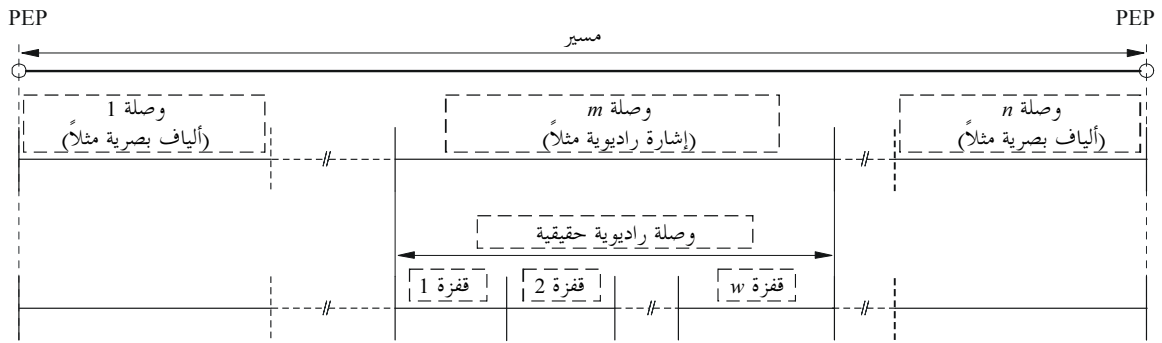 PEP
PEP
مسير
وصلة 1
(ألياف بصرية مثلاً)
وصلة m
(إشارة راديوية مثلاً)
وصلة n
(ألياف بصرية مثلاً)
وصلة راديوية حقيقية
قفزة 1
قفزة 2
قفزة w